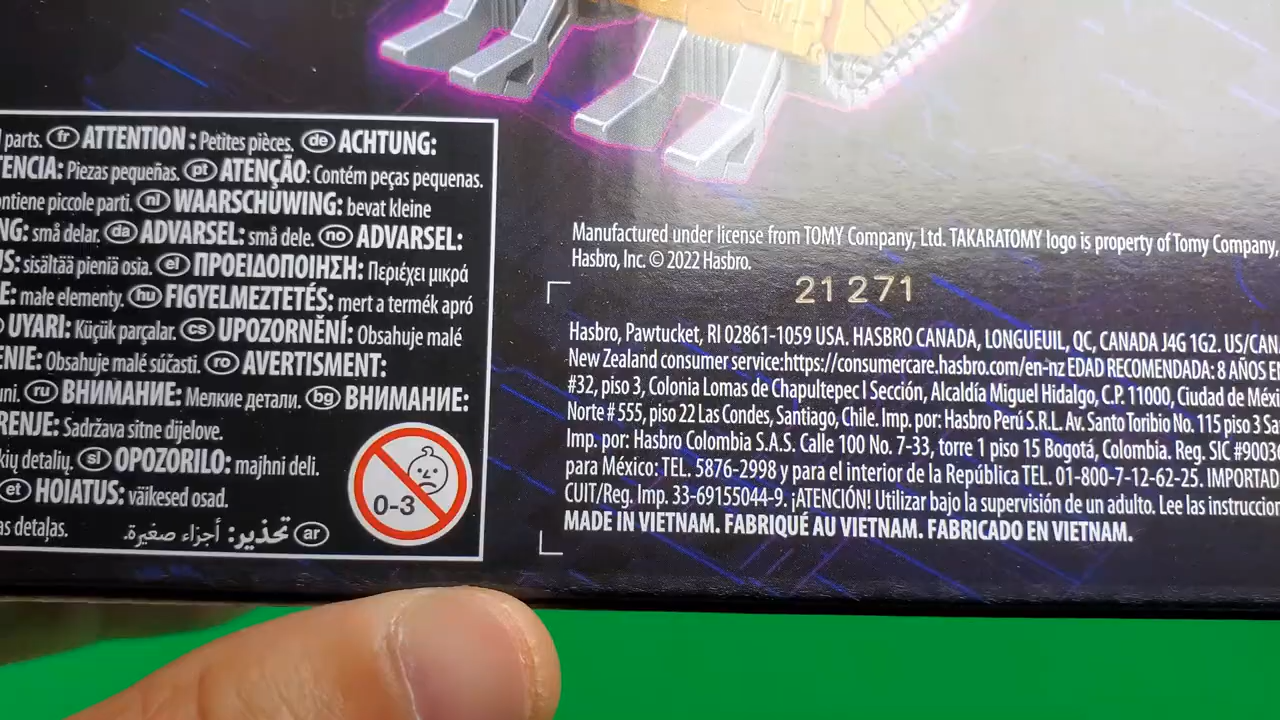 parts. fr ATTENTION : Petites pièces. de ACHTUNG:
Piezas pequeñas. pt ATENÇÃO: Contém peças pequenas.
piccole parti. nl WAARSCHUWING: bevat kleine
små delar. da ADVARSEL: små dele. no ADVARSEL:
sisältää pieniä osia. el ΠΡΟΕΙΔΟΠΟΙΗΣΗ: Περιέχει μικρά
małe elementy. hu FIGYELMEZTETÉS: mert a termék apró
UYARI: Küçük parçalar. cs UPOZORNĚNÍ: Obsahuje malé
Obsahuje malé súčasti. ro AVERTISMENT:
ru ВНИМАНИЕ: Мелкие детали. bg ВНИМАНИЕ:
Sadržava sitne dijelove.
detalių. sl OPOZORILO: majhni deli.
et HOIATUS: väikesed osad.
detaļas. تحذير: أجزاء صغيرة. ar
0-3
Manufactured under license from TOMY Company, Ltd. TAKARATOMY logo is property of Tomy Company,
Hasbro, Inc. © 2022 Hasbro.
21 271
Hasbro, Pawtucket, RI 02861-1059 USA. HASBRO CANADA, LONGUEUIL, QC, CANADA J4G 1G2. US/CAN
New Zealand consumer service:https://consumercare.hasbro.com/en-nz EDAD RECOMENDADA: 8 AÑOS
#32, piso 3, Colonia Lomas de Chapultepec I Sección, Alcaldía Miguel Hidalgo, C.P. 11000, Ciudad de
Norte # 555, piso 22 Las Condes, Santiago, Chile. Imp. por: Hasbro Perú S.R.L. Av. Santo Toribio No. 115 piso 3
Imp. por: Hasbro Colombia S.A.S. Calle 100 No. 7-33, torre 1 piso 15 Bogotá, Colombia. Reg. SIC
para México: TEL. 5876-2998 y para el interior de la República TEL. 01-800-7-12-62-25.
CUIT/Reg. Imp. 33-69155044-9. ¡ATENCIÓN! Utilizar bajo la supervisión de un adulto. Lee las
MADE IN VIETNAM. FABRIQUÉ AU VIETNAM. FABRICADO EN VIETNAM.